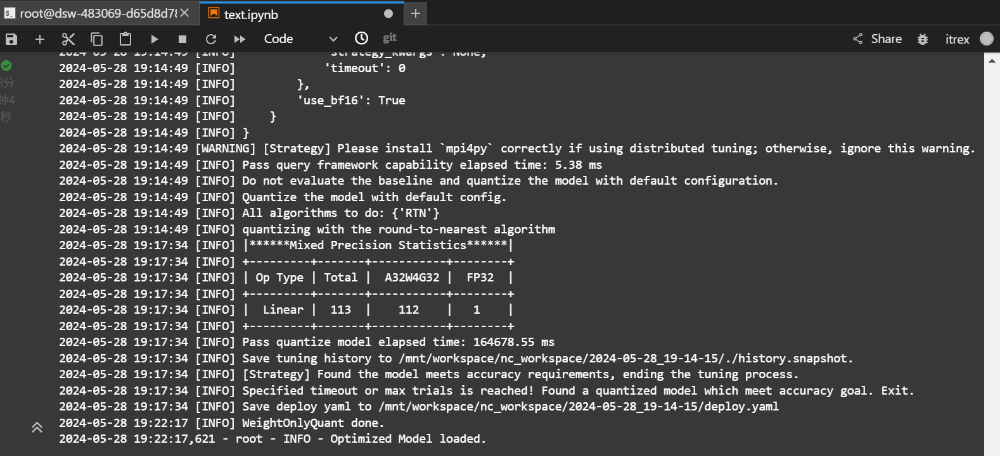 root@dsw-483069-d65d8d78
text.ipynb
Code
git
Share
itrex
2024-05-28 19:14:49 [INFO]             'strategy_kwargs': None,
2024-05-28 19:14:49 [INFO]             'timeout': 0
2024-05-28 19:14:49 [INFO]         },
2024-05-28 19:14:49 [INFO]         'use_bf16': True
2024-05-28 19:14:49 [INFO]     }
2024-05-28 19:14:49 [INFO] }
2024-05-28 19:14:49 [WARNING] [Strategy] Please install `mpi4py` correctly if using distributed tuning; otherwise, ignore this warning.
2024-05-28 19:14:49 [INFO] Pass query framework capability elapsed time: 5.38 ms
2024-05-28 19:14:49 [INFO] Do not evaluate the baseline and quantize the model with default configuration.
2024-05-28 19:14:49 [INFO] Quantize the model with default config.
2024-05-28 19:14:49 [INFO] All algorithms to do: {'RTN'}
2024-05-28 19:14:49 [INFO] quantizing with the round-to-nearest algorithm
2024-05-28 19:17:34 [INFO] |******Mixed Precision Statistics******|
2024-05-28 19:17:34 [INFO] +---------+-------+-----------+--------+
2024-05-28 19:17:34 [INFO] | Op Type | Total |  A32W4G32 |  FP32  |
2024-05-28 19:17:34 [INFO] +---------+-------+-----------+--------+
2024-05-28 19:17:34 [INFO] |  Linear |  113  |    112    |   1    |
2024-05-28 19:17:34 [INFO] +---------+-------+-----------+--------+
2024-05-28 19:17:34 [INFO] Pass quantize model elapsed time: 164678.55 ms
2024-05-28 19:17:34 [INFO] Save tuning history to /mnt/workspace/nc_workspace/2024-05-28_19-14-15/./history.snapshot.
2024-05-28 19:17:34 [INFO] [Strategy] Found the model meets accuracy requirements, ending the tuning process.
2024-05-28 19:17:34 [INFO] Specified timeout or max trials is reached! Found a quantized model which meet accuracy goal. Exit.
2024-05-28 19:17:34 [INFO] Save deploy yaml to /mnt/workspace/nc_workspace/2024-05-28_19-14-15/deploy.yaml
2024-05-28 19:22:17 [INFO] WeightOnlyQuant done.
2024-05-28 19:22:17,621 - root - INFO - Optimized Model loaded.
分
钟4
秒